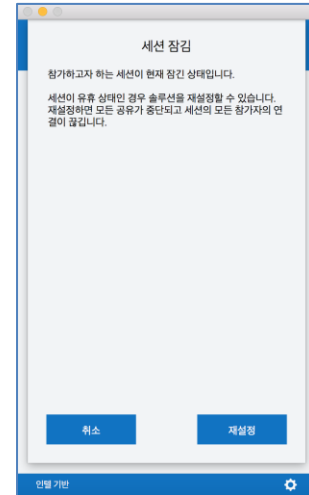 세션 잠김
참가하고자 하는 세션이 현재 잠긴 상태입니다.
세션이 유휴 상태인 경우 솔루션을 재설정할 수 있습니다.
재설정하면 모든 공유가 중단되고 세션의 모든 참가자의 연
결이 끊깁니다.
취소 재설정
인텔 기반